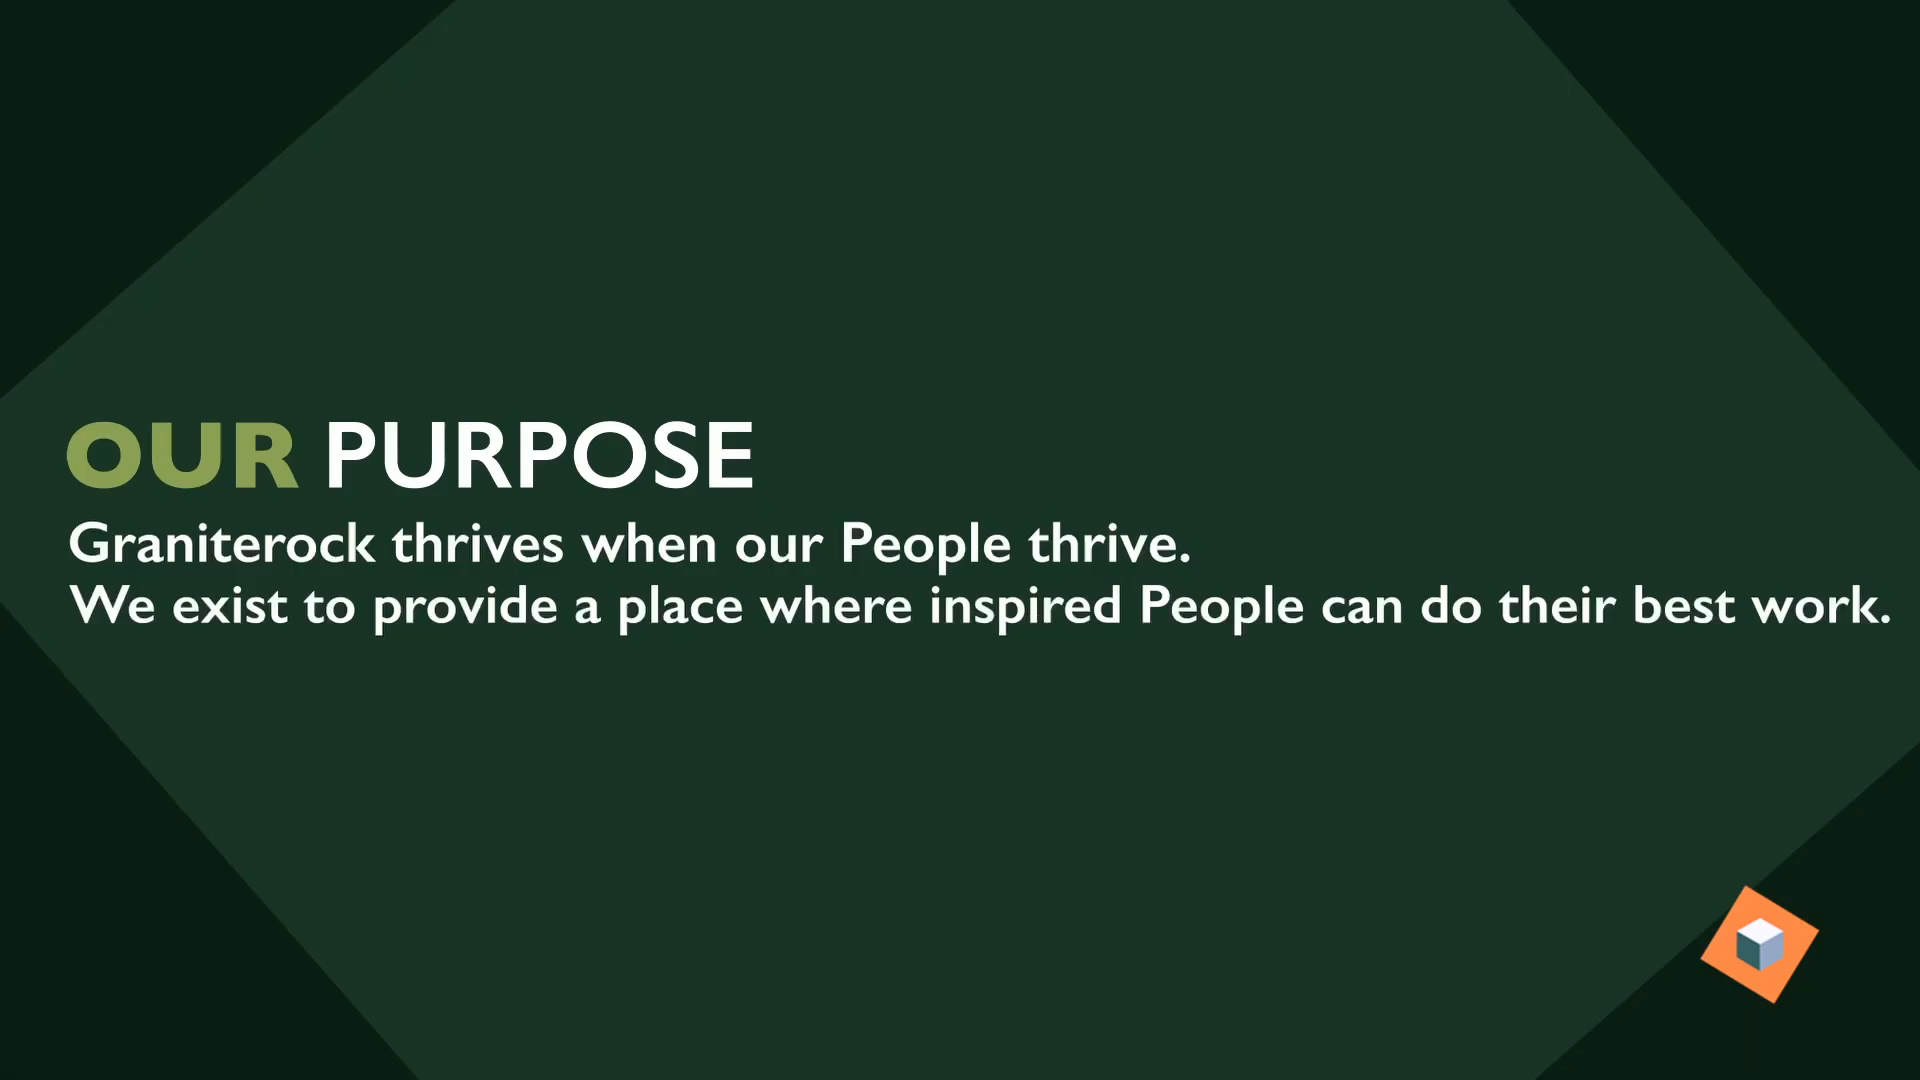 OUR PURPOSE
Graniterock thrives when our People thrive.
We exist to provide a place where inspired People can do their best work.